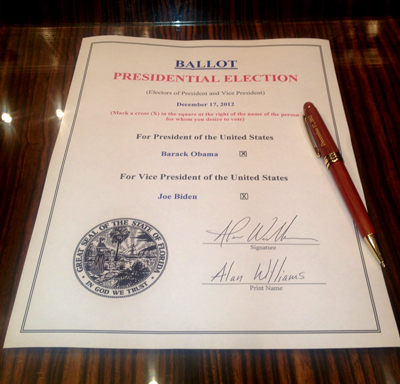 BALLOT
PRESIDENTIAL ELECTION
(Electors of President and Vice President)
December 17, 2012
(Mark a cross (X) in the square at the right of the name of the person
for whom you desire to vote)
For President of the United States
Barack Obama ☒
For Vice President of the United States
Joe Biden ☒
GREAT SEAL OF THE STATE OF FLORIDA
IN GOD WE TRUST
Alan Williams
Signature
Alan Williams
Print Name